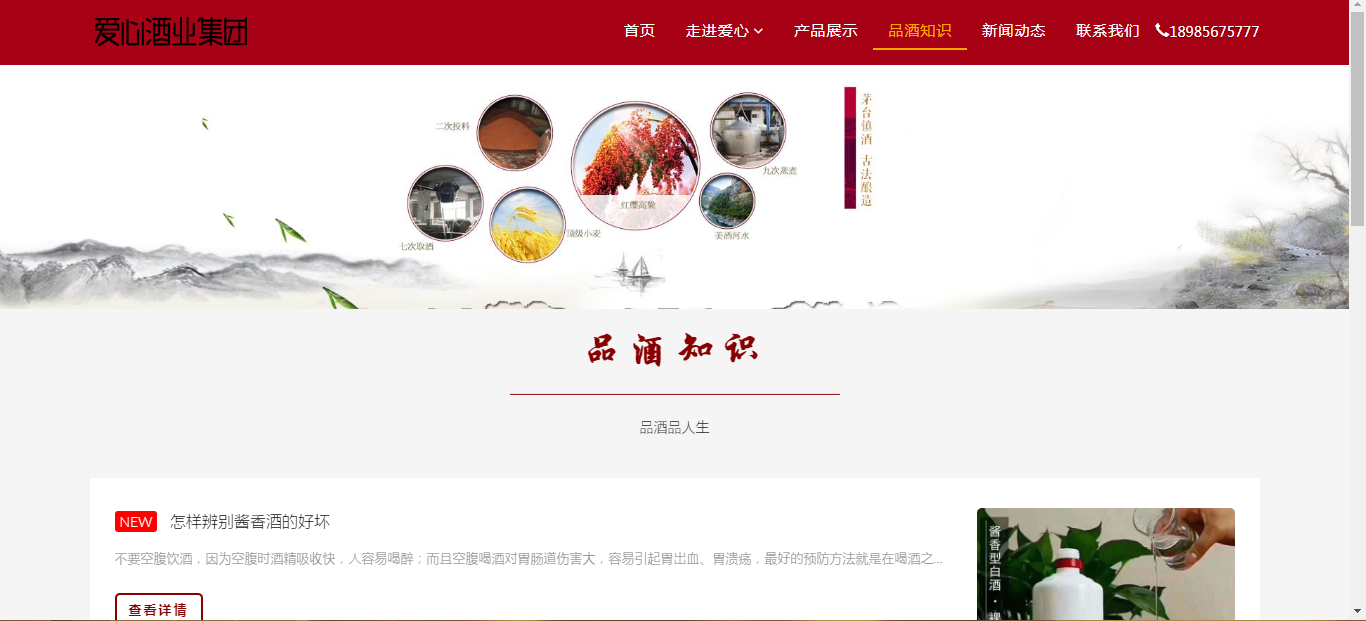 爱心酒业集团
首页 走进爱心 产品展示 品酒知识 新闻动态 联系我们 18985675777
二次投料
九次蒸煮
红缨高粱
七次取酒
顶级小麦
美酒河水
茅台镇酒 古法酿造
品酒知识
品酒品人生
NEW 怎样辨别酱香酒的好坏
不要空腹饮酒，因为空腹时酒精吸收快，人容易喝醉；而且空腹喝酒对胃肠道伤害大，容易引起胃出血、胃溃疡，最好的预防方法就是在喝酒之...
查看详情
酱香型白酒·